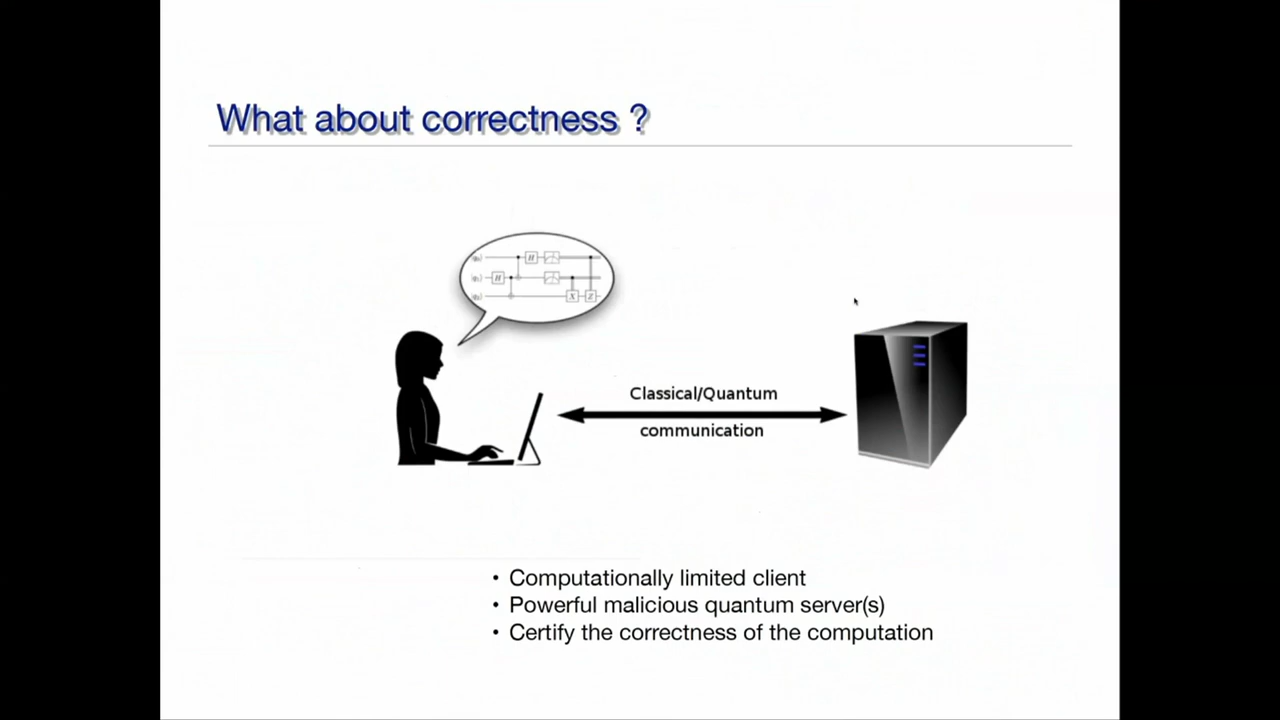 What about correctness ?
H
H
X Z
Classical/Quantum
communication
• Computationally limited client
• Powerful malicious quantum server(s)
• Certify the correctness of the computation